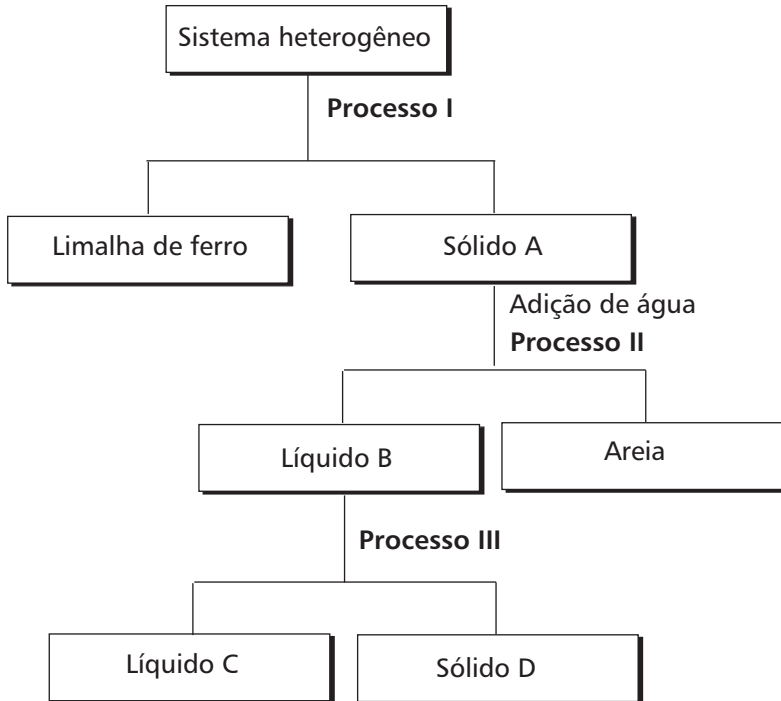 Sistema heterogêneo
Processo I
Limalha de ferro
Sólido A
Adição de água
Processo II
Líquido B
Areia
Processo III
Líquido C
Sólido D